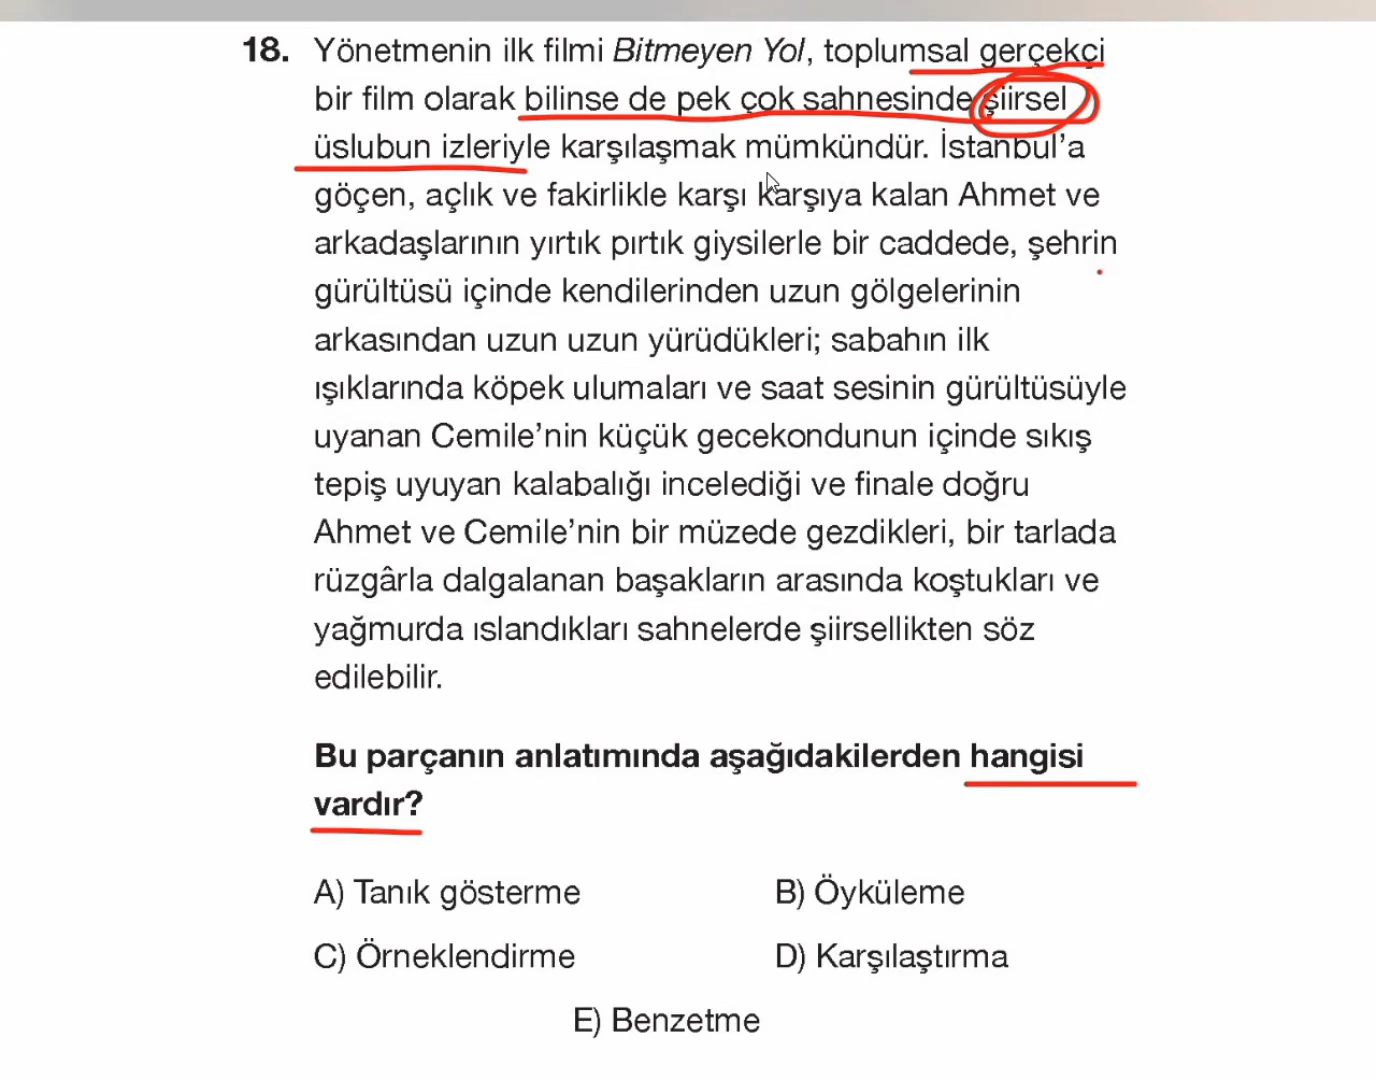 18. Yönetmenin ilk filmi Bitmeyen Yol, toplumsal gerçekçi
bir film olarak bilinse de pek çok sahnesinde şiirsel
üslubun izleriyle karşılaşmak mümkündür. İstanbul’a
göçen, açlık ve fakirlikle karşı karşıya kalan Ahmet ve
arkadaşlarının yırtık pırtık giysilerle bir caddede, şehrin
gürültüsü içinde kendilerinden uzun gölgelerinin
arkasından uzun uzun yürüdükleri; sabahın ilk
ışıklarında köpek ulumaları ve saat sesinin gürültüsüyle
uyanan Cemile’nin küçük gecekondunun içinde sıkış
tepiş uyuyan kalabalığı incelediği ve finale doğru
Ahmet ve Cemile’nin bir müzede gezdikleri, bir tarlada
rüzgârla dalgalanan başakların arasında koştukları ve
yağmurda ıslandıkları sahnelerde şiirsellikten söz
edilebilir.
Bu parçanın anlatımında aşağıdakilerden hangisi
vardır?
A) Tanık gösterme B) Öyküleme
C) Örneklendirme D) Karşılaştırma
E) Benzetme